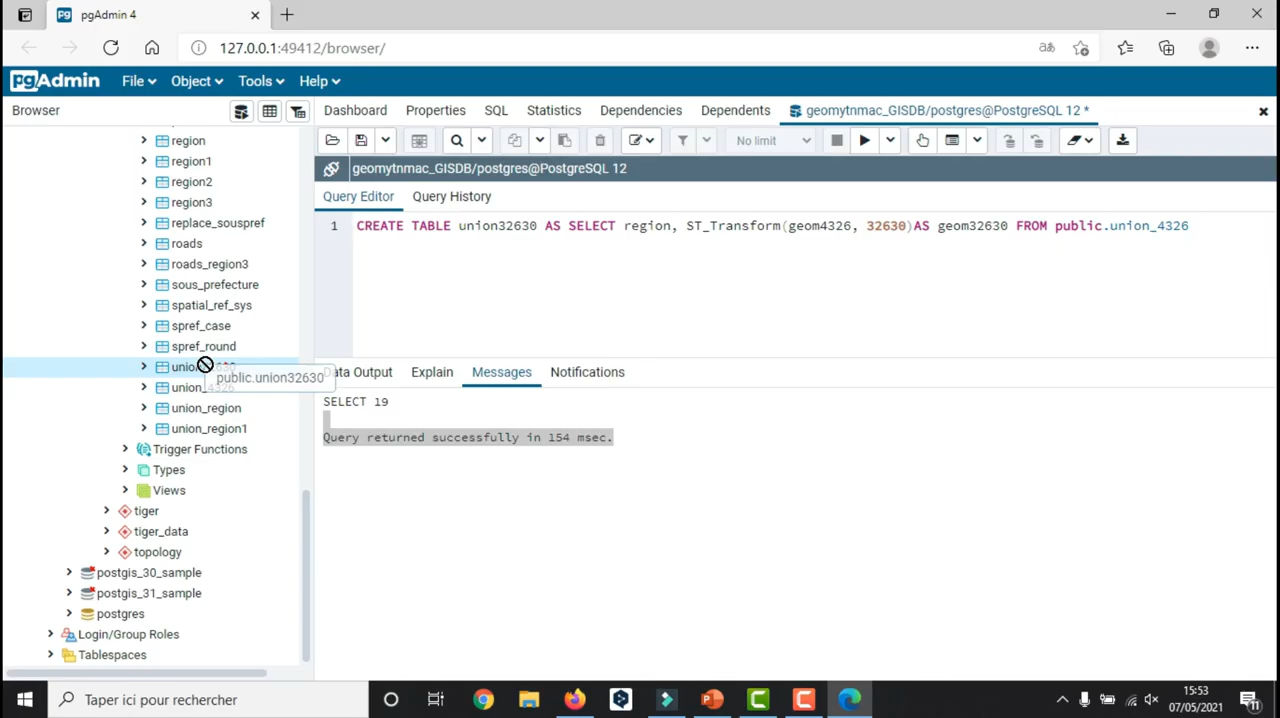 pgAdmin 4
127.0.0.1:49412/browser/
pgAdmin File Object Tools Help
Browser
Dashboard Properties SQL Statistics Dependencies Dependents geomytnmac_GISDB/postgres@PostgreSQL 12 *
No limit
geomytnmac_GISDB/postgres@PostgreSQL 12
Query Editor Query History
1 CREATE TABLE union32630 AS SELECT region, ST_Transform(geom4326, 32630)AS geom32630 FROM public.union_4326
region
region1
region2
region3
replace_souspref
roads
roads_region3
sous_prefecture
spatial_ref_sys
spref_case
spref_round
public.union32630
union_4326
union_region
union_region1
Trigger Functions
Types
Views
tiger
tiger_data
topology
postgis_30_sample
postgis_31_sample
postgres
Login/Group Roles
Tablespaces
Data Output Explain Messages Notifications
SELECT 19
Query returned successfully in 154 msec.
Taper ici pour rechercher
15:53
07/05/2021
11